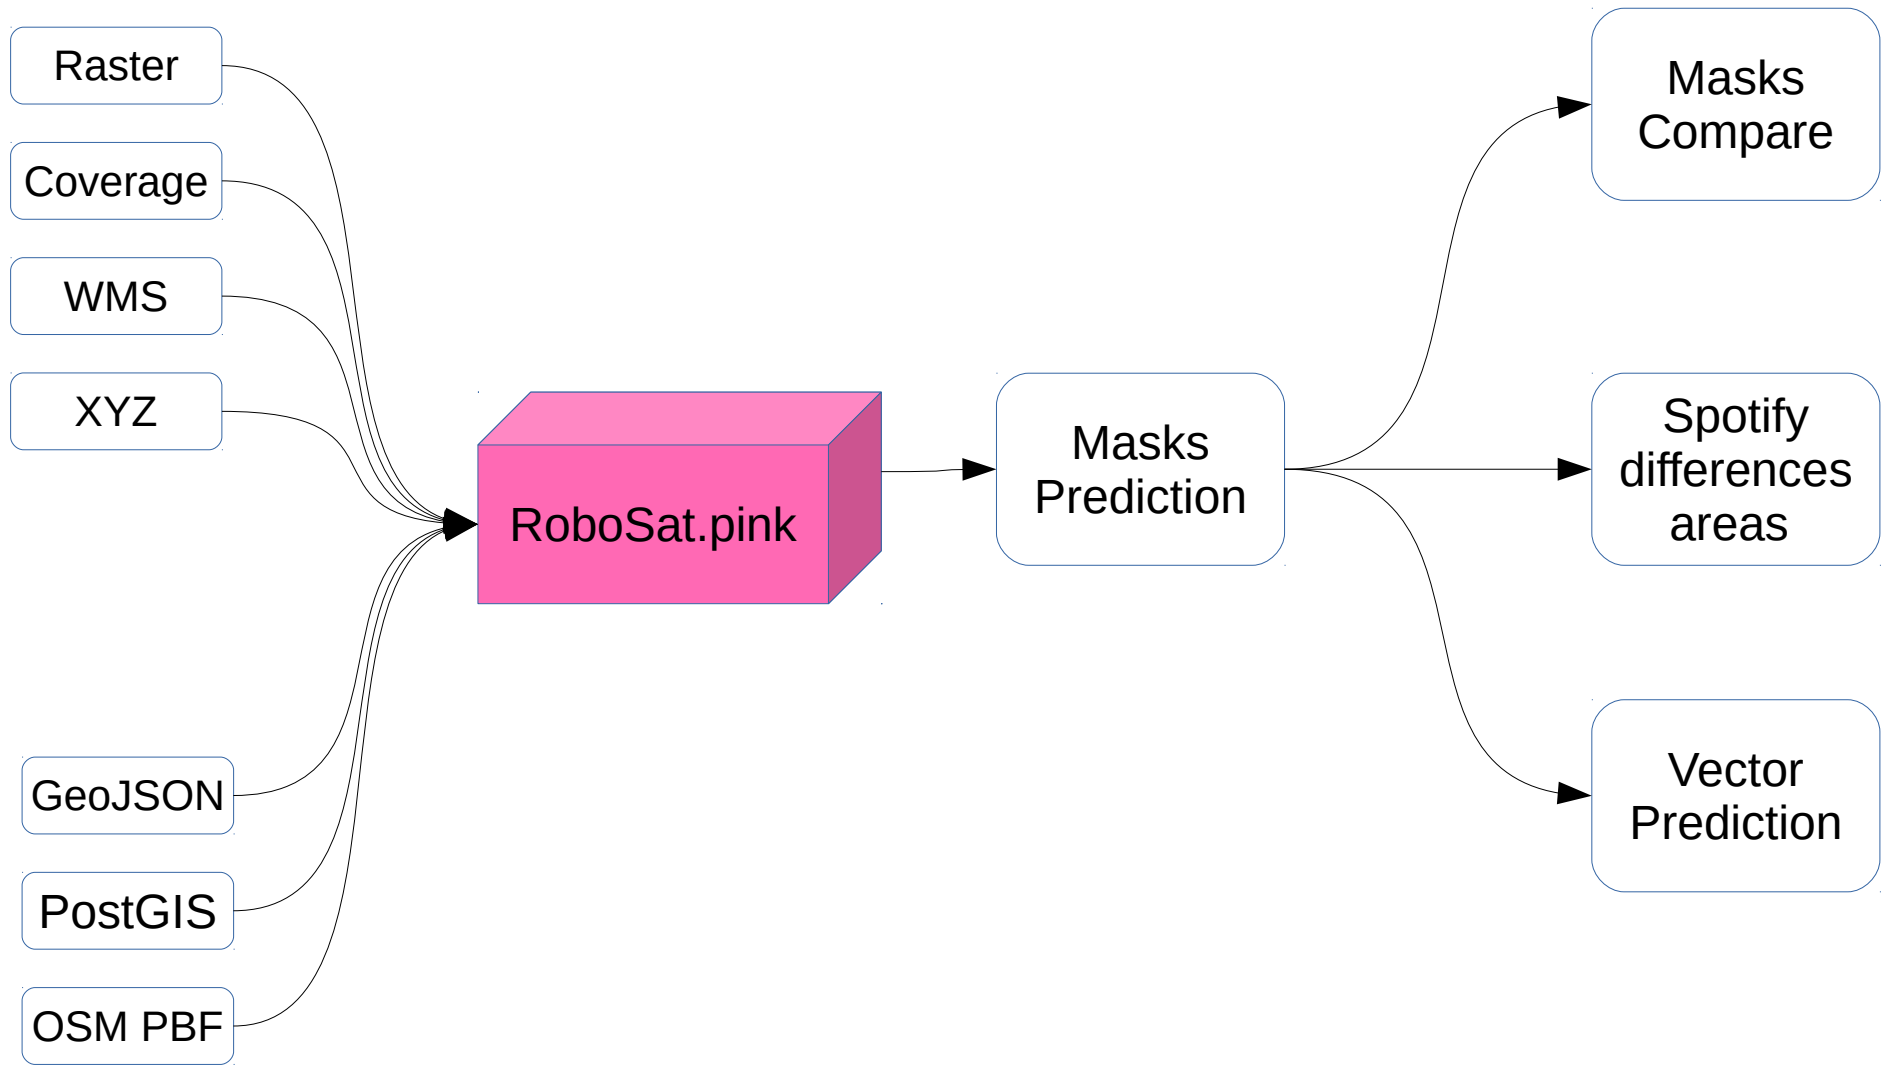 Raster
Coverage
WMS
XYZ
GeoJSON
PostGIS
OSM PBF
RoboSat.pink
Masks
Prediction
Masks
Compare
Spotify
differences
areas
Vector
Prediction